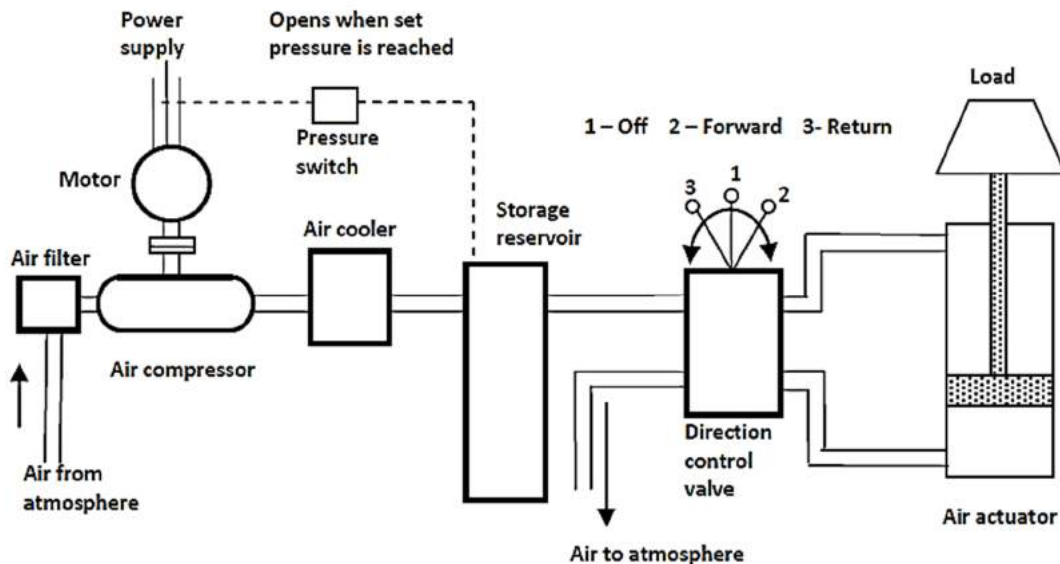 Power
supply
Opens when set
pressure is reached
Load
Pressure
switch
1 – Off 2 – Forward 3- Return
Motor
3
1
2
Storage
reservoir
Air cooler
Air filter
Air compressor
Air from
atmosphere
Direction
control
valve
Air actuator
Air to atmosphere